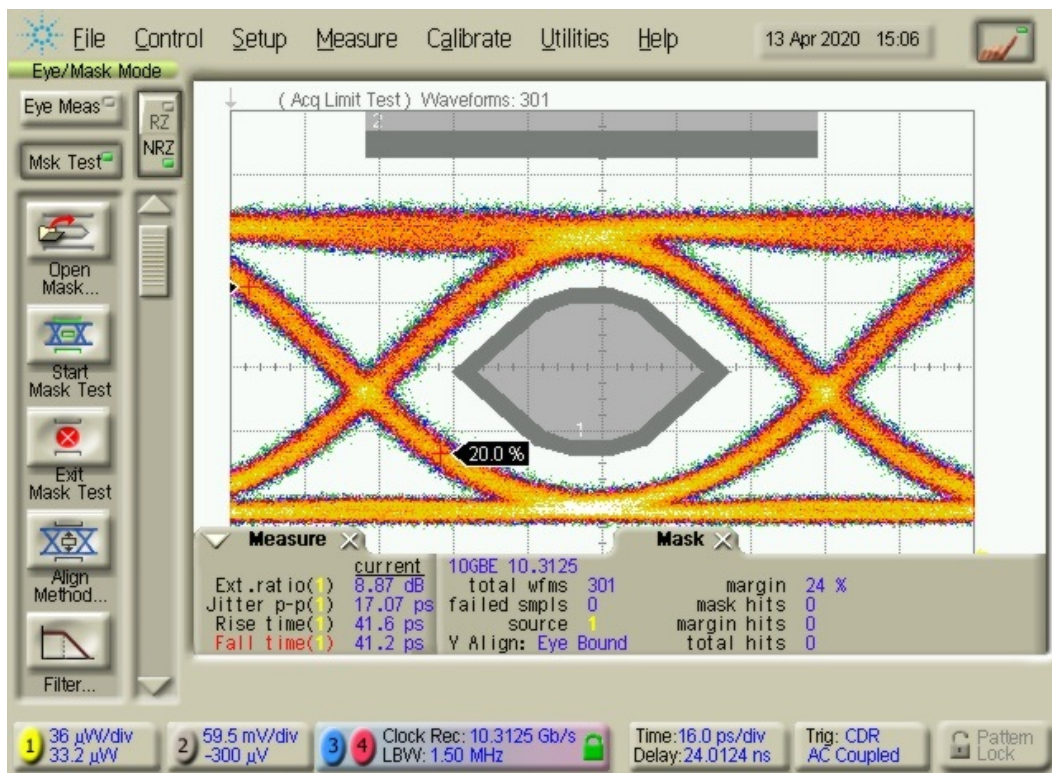 File Control Setup Measure Calibrate Utilities Help 13 Apr 2020 15:06
Eye/Mask Mode
Eye Meas
RZ
NRZ
Msk Test
Open
Mask...
Start
Mask Test
Exit
Mask Test
Align
Method...
Filter...
( Acq Limit Test ) Waveforms: 301
2
1
20.0 %
Measure
current
Ext.ratio(1) 8.87 dB
Jitter p-p(1) 17.07 ps
Rise time(1) 41.6 ps
Fall time(1) 41.2 ps
Mask
10GBE 10.3125
total wfms 301 margin 24 %
failed smpls 0 mask hits 0
source 1 margin hits 0
Y Align: Eye Bound total hits 0
1 36 µW/div
33.2 µW
2 59.5 mV/div
-300 µV
3 4 Clock Rec: 10.3125 Gb/s
LBW: 1.50 MHz
Time:16.0 ps/div
Delay:24.0124 ns
Trig: CDR
AC Coupled
Pattern
Lock